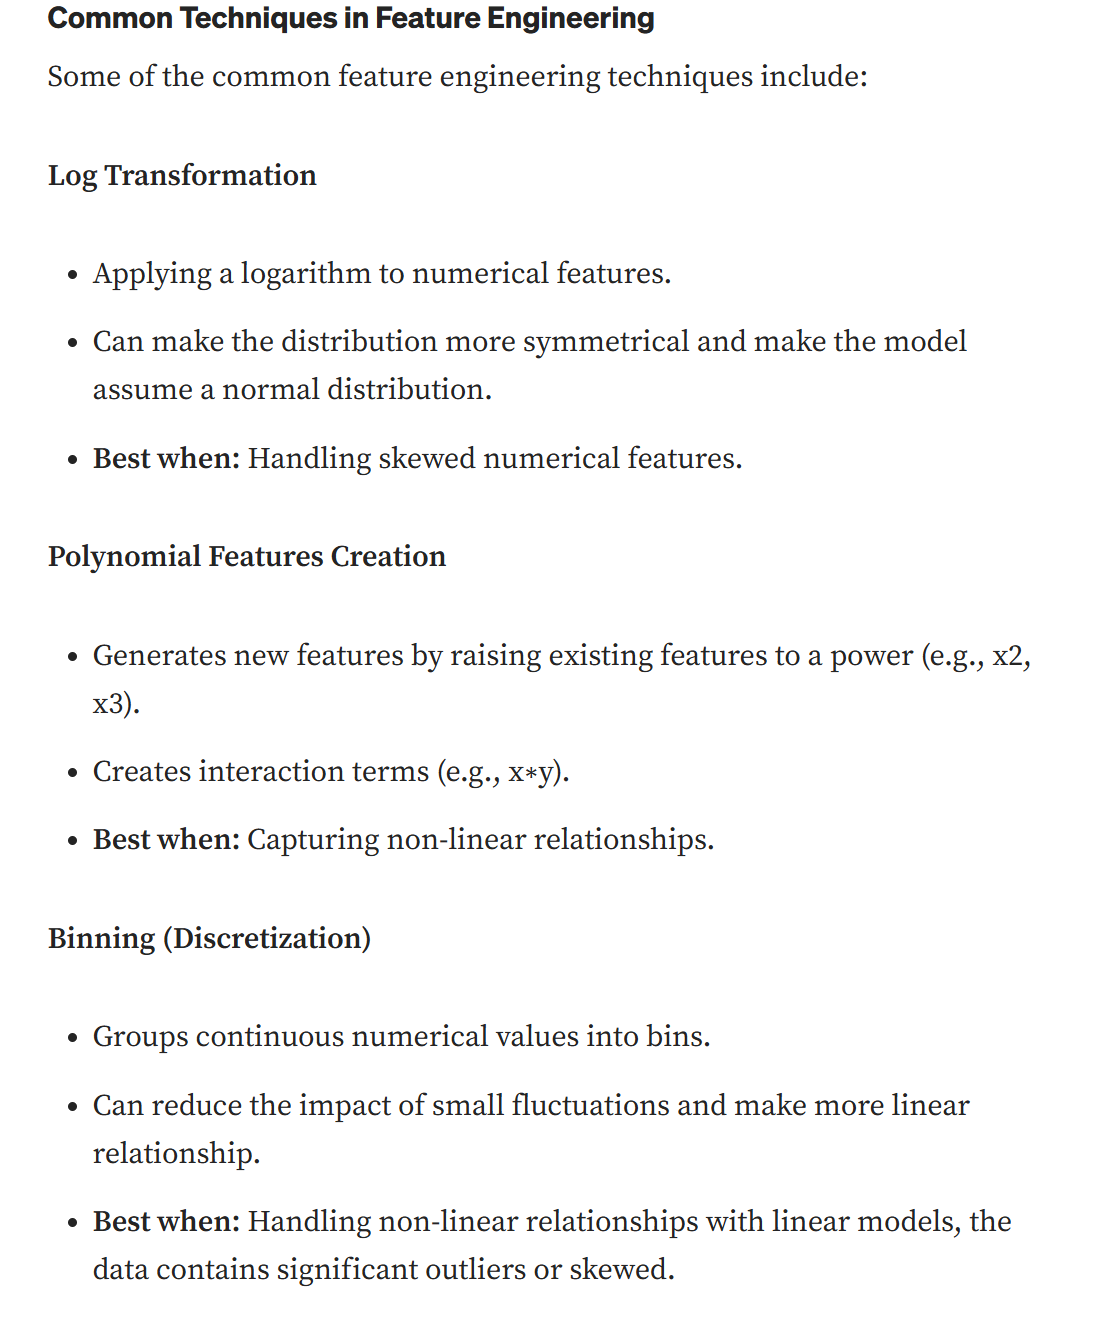 Common Techniques in Feature Engineering
Some of the common feature engineering techniques include:
Log Transformation
• Applying a logarithm to numerical features.
• Can make the distribution more symmetrical and make the model
assume a normal distribution.
• Best when: Handling skewed numerical features.
Polynomial Features Creation
• Generates new features by raising existing features to a power (e.g., x2,
x3).
• Creates interaction terms (e.g., x*y).
• Best when: Capturing non-linear relationships.
Binning (Discretization)
• Groups continuous numerical values into bins.
• Can reduce the impact of small fluctuations and make more linear
relationship.
• Best when: Handling non-linear relationships with linear models, the
data contains significant outliers or skewed.